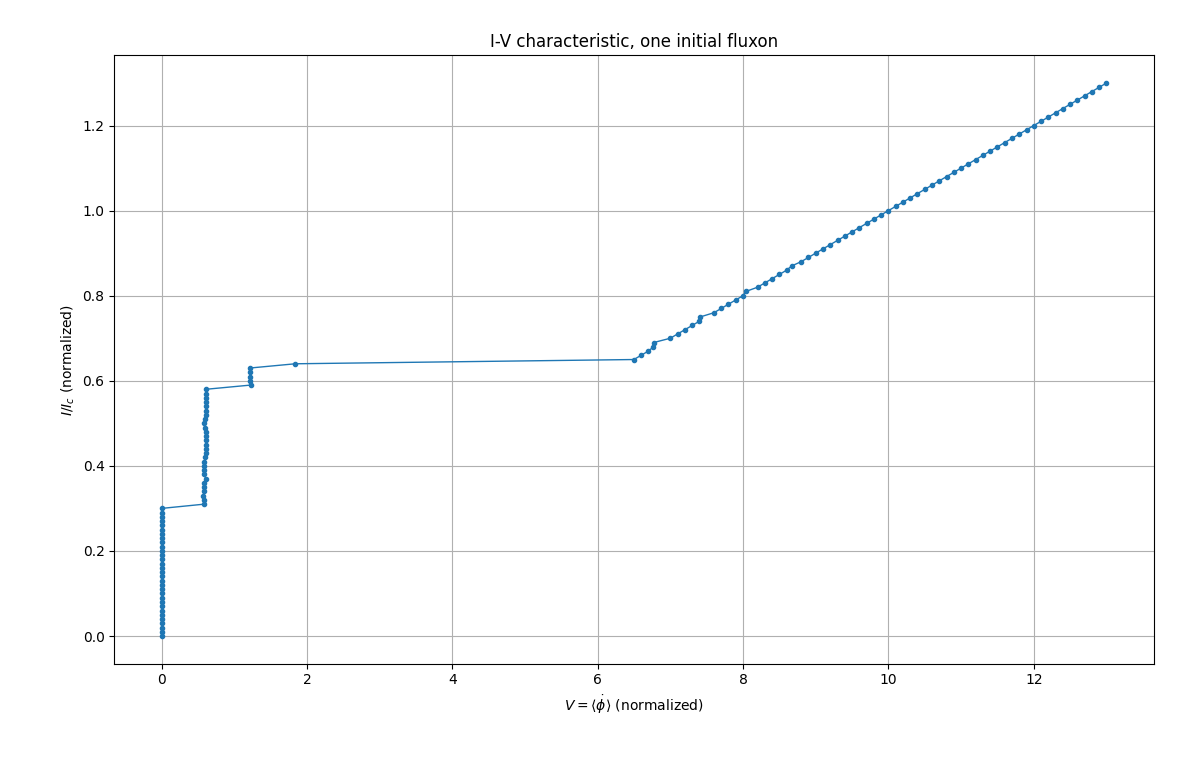 I-V characteristic, one initial fluxon
1.2
1.0
0.8
0.6
0.4
0.2
0.0
I/I_c (normalized)
0 2 4 6 8 10 12
V = ⟨ϕ̇⟩ (normalized)